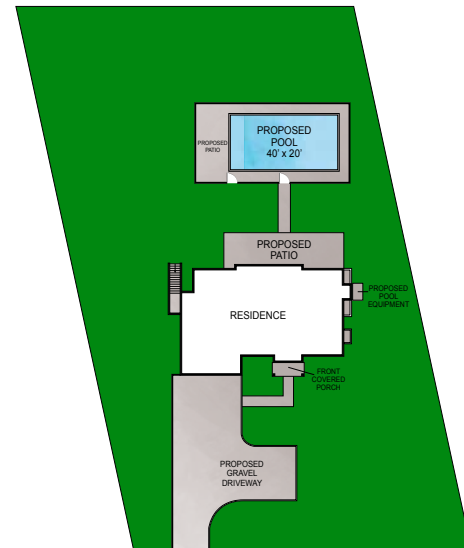 PROPOSED
POOL
40' x 20'
PROPOSED
PATIO
PROPOSED
PATIO
RESIDENCE
PROPOSED
POOL
EQUIPMENT
FRONT
COVERED
PORCH
PROPOSED
GRAVEL
DRIVEWAY